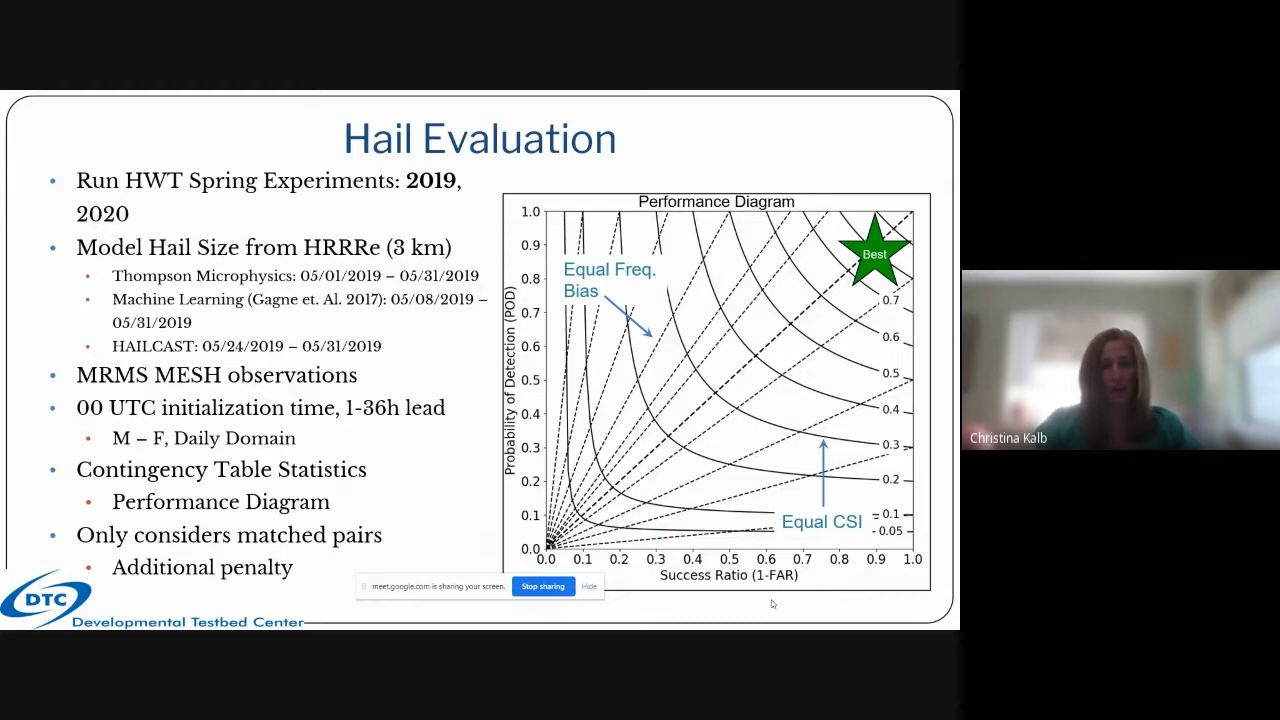 Hail Evaluation
Run HWT Spring Experiments: 2019,
2020
Model Hail Size from HRRRe (3 km)
Thompson Microphysics: 05/01/2019 – 05/31/2019
Machine Learning (Gagne et. Al. 2017): 05/08/2019 –
05/31/2019
HAILCAST: 05/24/2019 – 05/31/2019
MRMS MESH observations
00 UTC initialization time, 1-36h lead
M – F, Daily Domain
Contingency Table Statistics
Performance Diagram
Only considers matched pairs
Additional penalty
DTC
Developmental Testbed Center
Performance Diagram
Probability of Detection (POD)
1.0
0.9
0.8
0.7
0.6
0.5
0.4
0.3
0.2
0.1
0.0
Equal Freq.
Bias
Best
0.7
0.6
0.5
0.4
0.3
0.2
0.1
0.05
Equal CSI
0.0 0.1 0.2 0.3 0.4 0.5 0.6 0.7 0.8 0.9 1.0
Success Ratio (1-FAR)
meet.google.com is sharing your screen. Stop sharing Hide
Christina Kalb